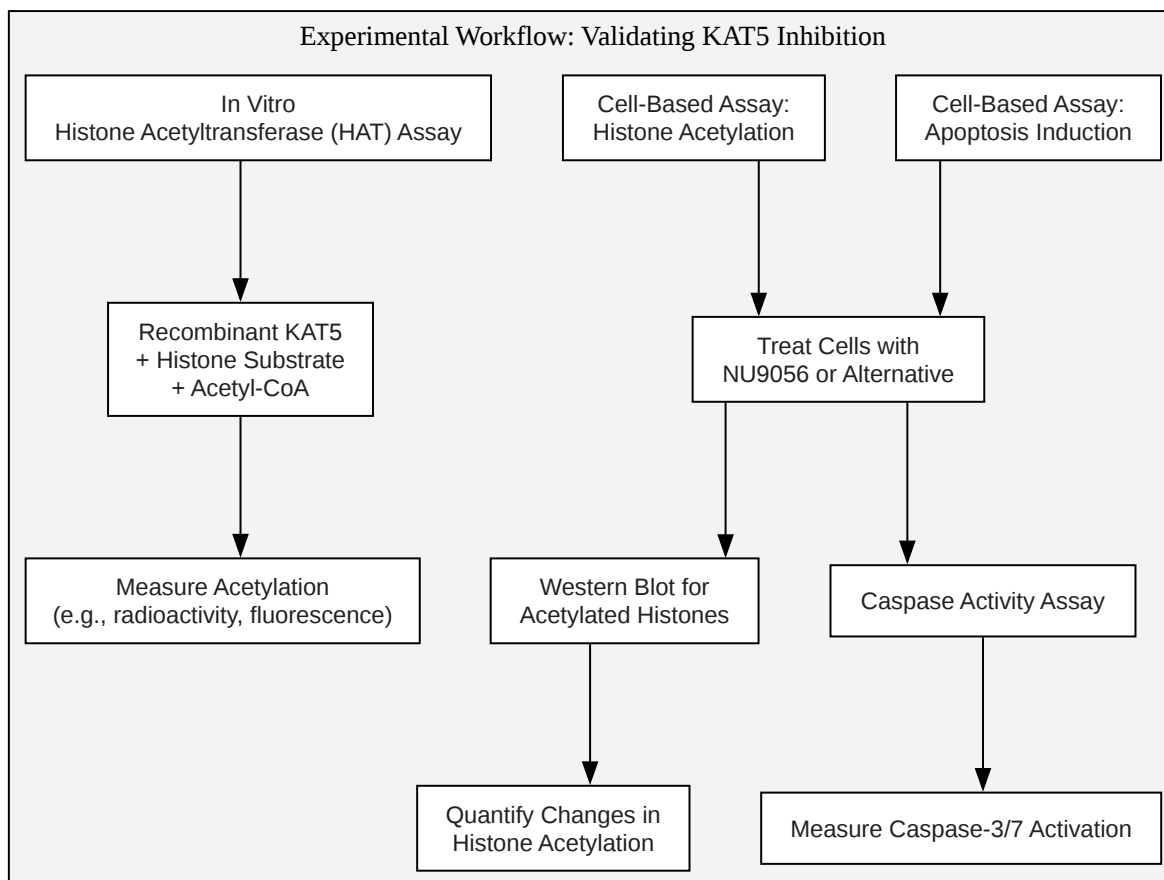 Experimental Workflow: Validating KAT5 Inhibition
In Vitro
Histone Acetyltransferase (HAT) Assay
Cell-Based Assay:
Histone Acetylation
Cell-Based Assay:
Apoptosis Induction
Recombinant KAT5
+ Histone Substrate
+ Acetyl-CoA
Treat Cells with
NU9056 or Alternative
Measure Acetylation
(e.g., radioactivity, fluorescence)
Western Blot for
Acetylated Histones
Caspase Activity Assay
Quantify Changes in
Histone Acetylation
Measure Caspase-3/7 Activation